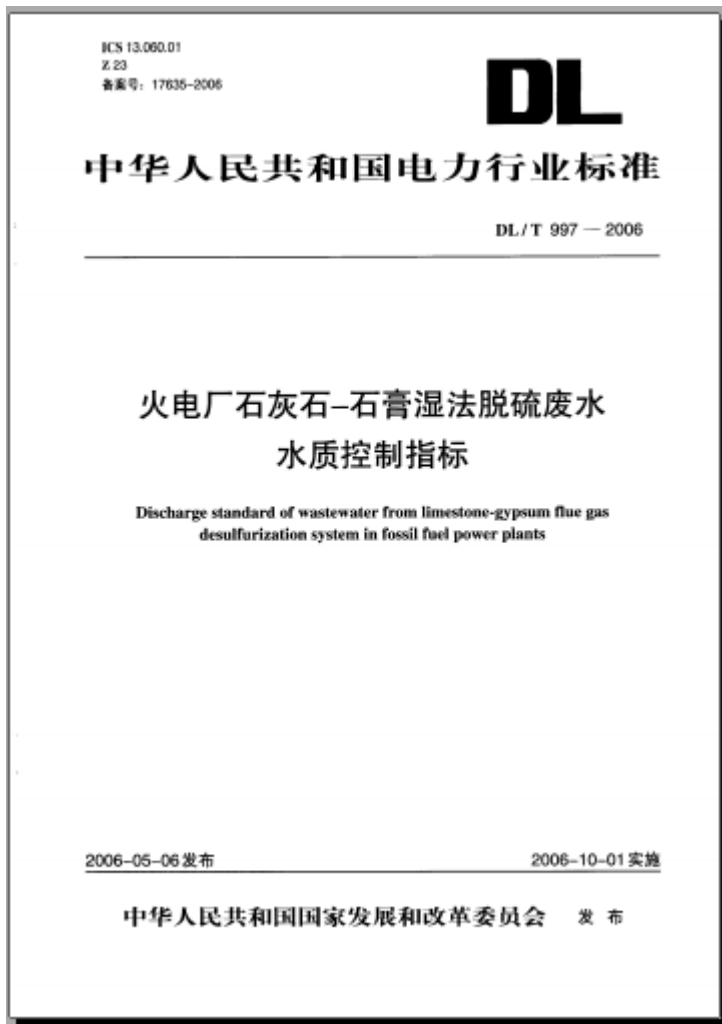 ICS 13.060.01
Z 23
备案号：17635-2006
DL
中华人民共和国电力行业标准
DL/T 997 — 2006
火电厂石灰石-石膏湿法脱硫废水
水质控制指标
Discharge standard of wastewater from limestone-gypsum flue gas
desulfurization system in fossil fuel power plants
2006-05-06发布
2006-10-01实施
中华人民共和国国家发展和改革委员会 发布